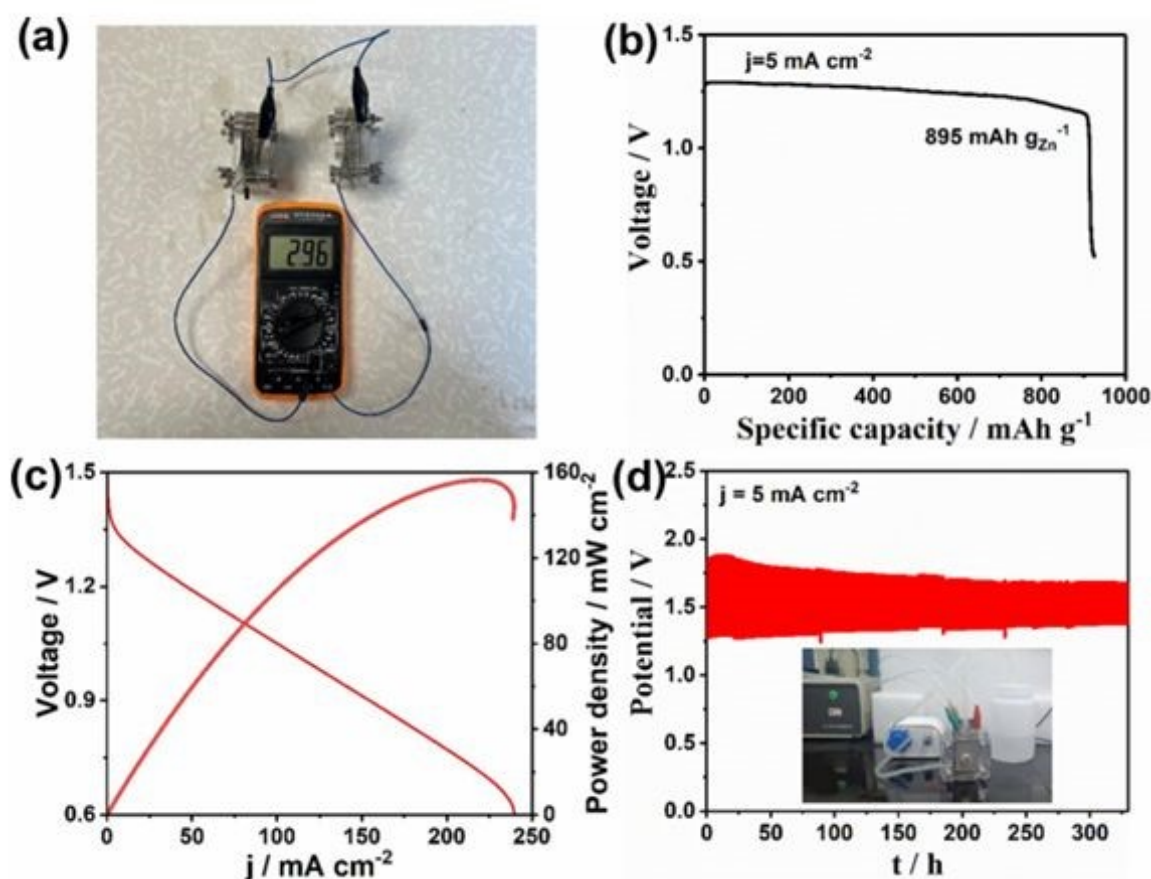 (a)
2.96
(b)
j=5 mA cm⁻²
895 mAh g_Zn⁻¹
Voltage / V
1.5
1.0
0.5
0.0
0 200 400 600 800 1000
Specific capacity / mAh g⁻¹
(c)
Voltage / V
1.5
1.2
0.9
0.6
160
120
80
40
0
Power density / mW cm⁻²
0 50 100 150 200 250
j / mA cm⁻²
(d)
j = 5 mA cm⁻²
Potential / V
2.5
2.0
1.5
1.0
0.5
0.0
0 50 100 150 200 250 300
t / h